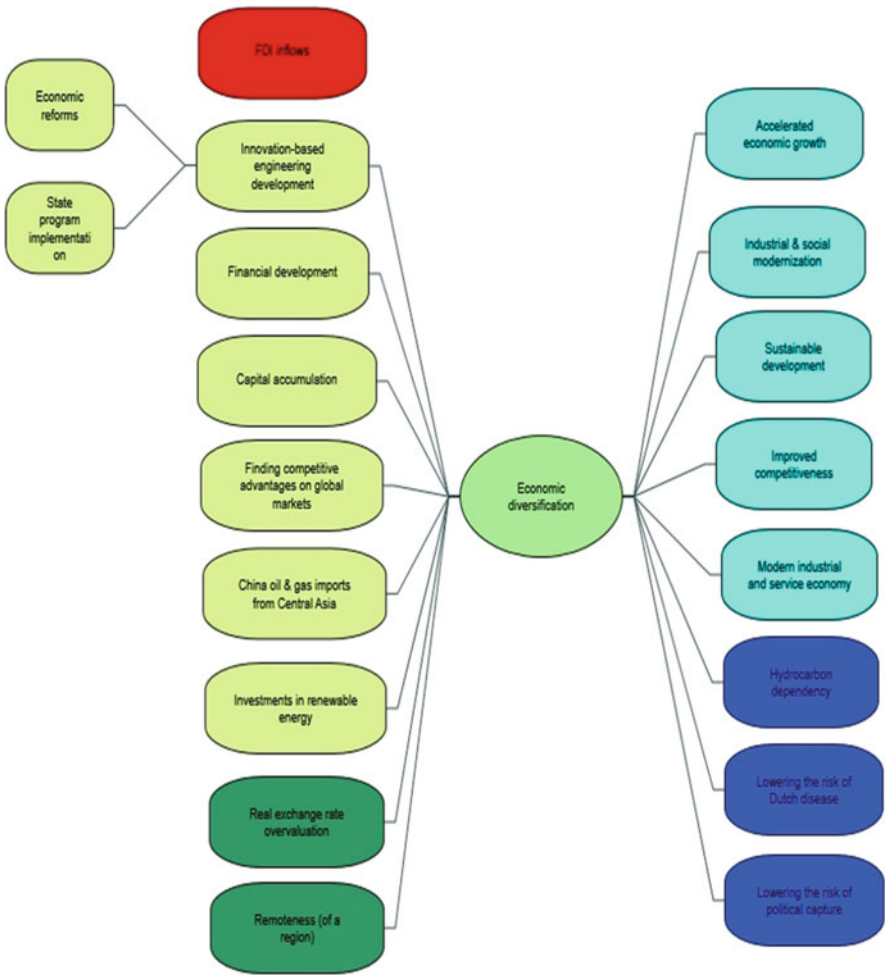 FDI inflows
Economic
reforms
State
program
implementati
on
Innovation-based
engineering
development
Financial development
Capital accumulation
Finding competitive
advantages on global
markets
China oil & gas imports
from Central Asia
Investments in renewable
energy
Real exchange rate
overvaluation
Remoteness (of a
region)
Economic
diversification
Accelerated
economic growth
Industrial & social
modernization
Sustainable
development
Improved
competitiveness
Modern industrial
and service economy
Hydrocarbon
dependency
Lowering the risk of
Dutch disease
Lowering the risk of
political capture